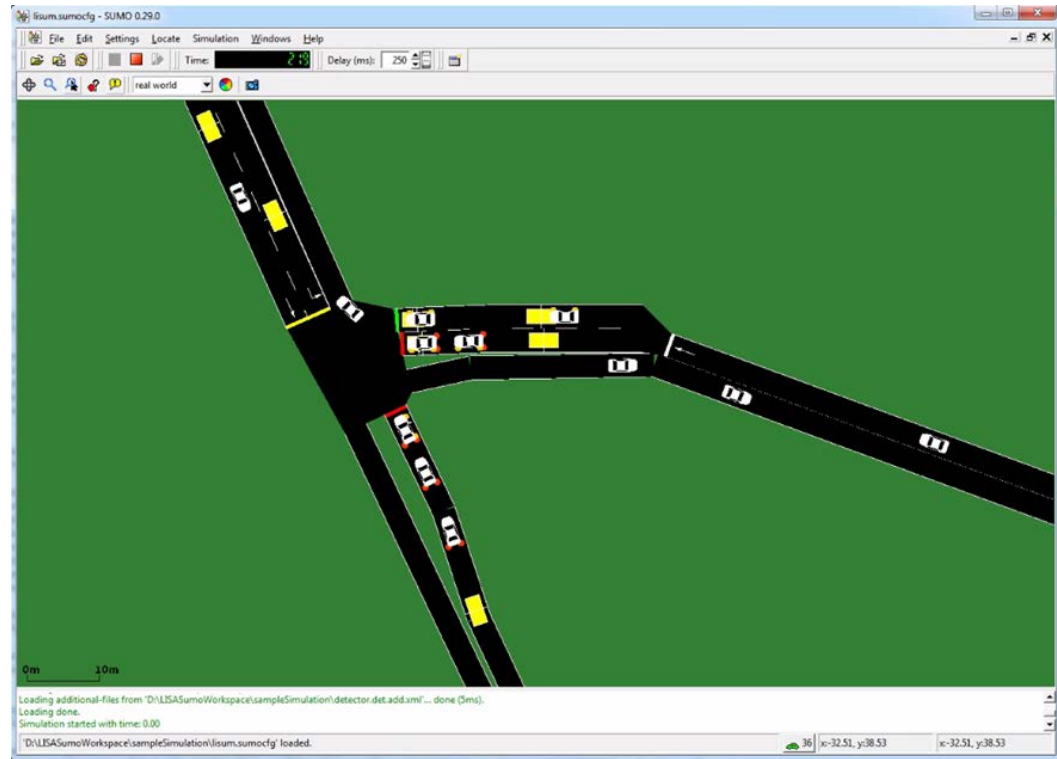 lisum.sumocfg - SUMO 0.29.0
File Edit Settings Locate Simulation Windows Help
Time: 219 Delay (ms): 250
real world
0m 10m
Loading additional-files from 'D:\LISASumoWorkspace\sampleSimulation\detector.det.add.xml'... done (5ms).
Loading done.
Simulation started with time: 0.00
'D:\LISASumoWorkspace\sampleSimulation\lisum.sumocfg' loaded. 36 x:-32.51, y:38.53 x:-32.51, y:38.53